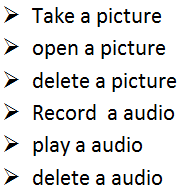 ➢ Take a picture
➢ open a picture
➢ delete a picture
➢ Record  a audio
➢ play a audio
➢ delete a audio